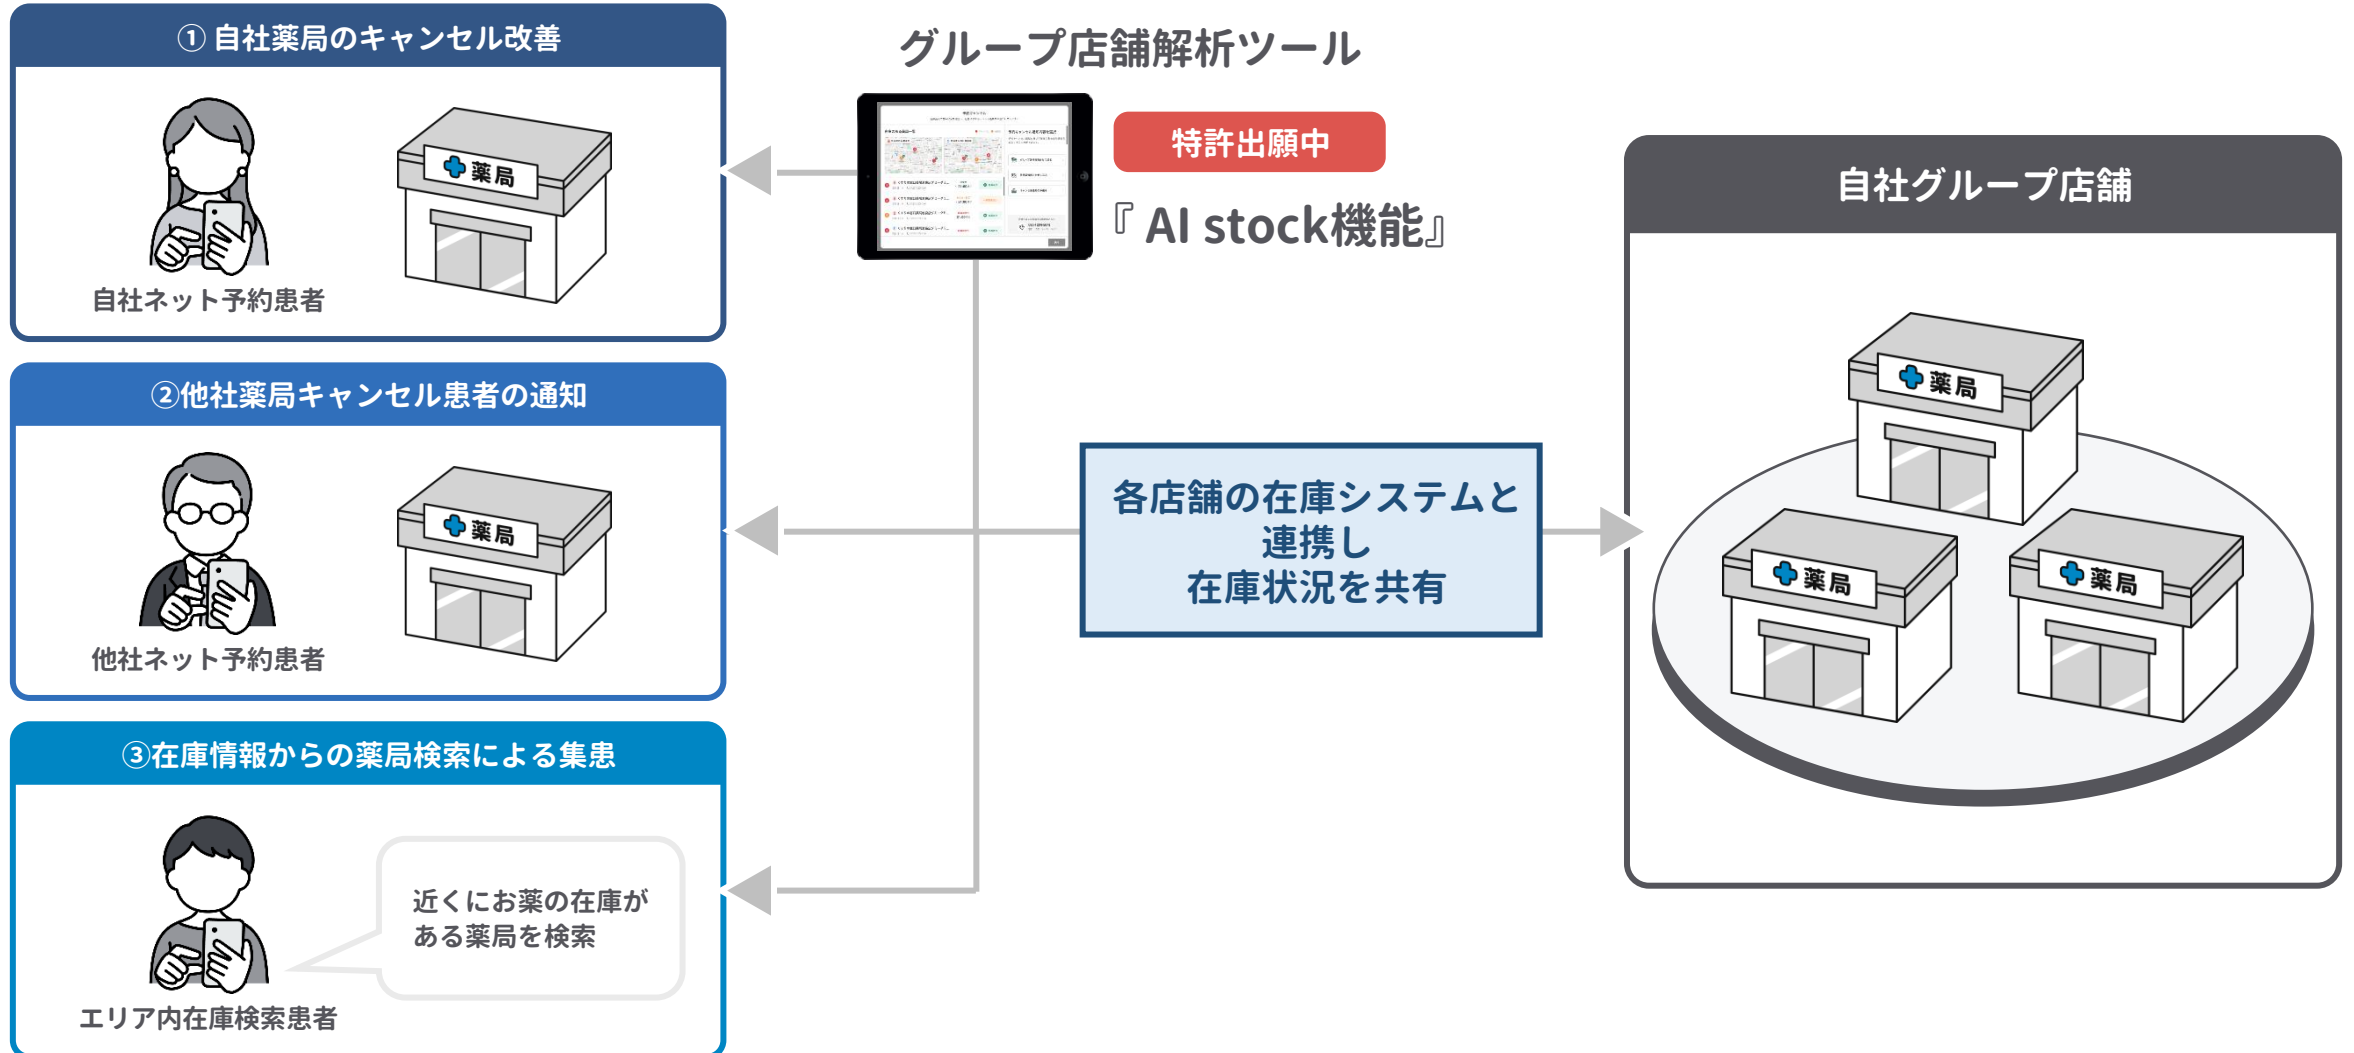 ① 自社薬局のキャンセル改善
薬局
自社ネット予約患者
②他社薬局キャンセル患者の通知
薬局
他社ネット予約患者
③在庫情報からの薬局検索による集患
近くにお薬の在庫が
ある薬局を検索
エリア内在庫検索患者
グループ店舗解析ツール
特許出願中
『 AI stock機能』
各店舗の在庫システムと
連携し
在庫状況を共有
自社グループ店舗
薬局
薬局
薬局